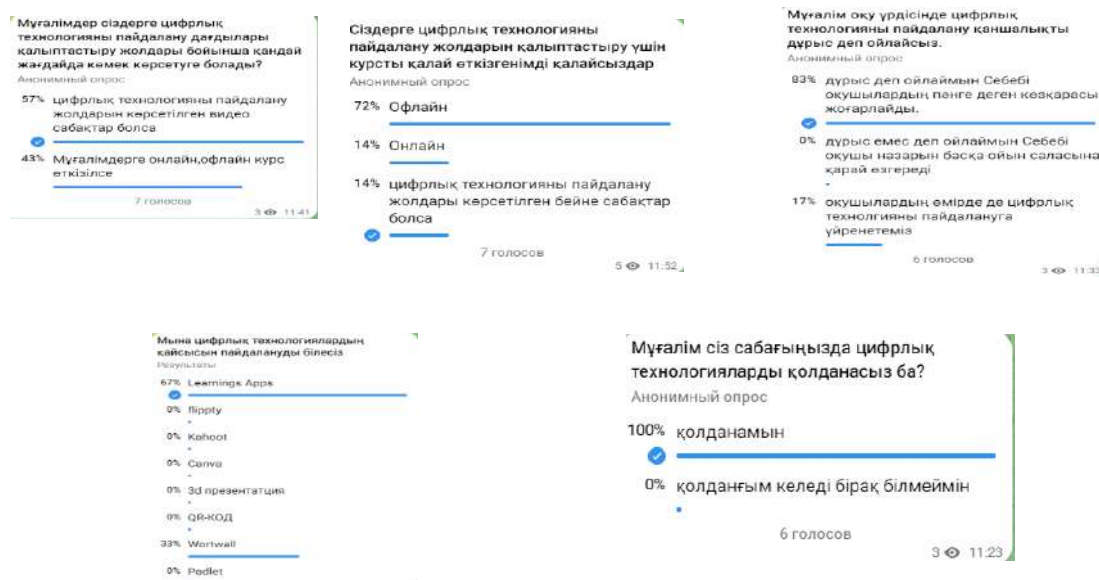 Мұғалімдер сіздерге цифрлық
технологияны пайдалану дағдылары
қалыптастыру жолдары бойынша қандай
жағдайда көмек көрсетуге болады?
Анонимный опрос
57% цифрлық технологияны пайдалану
жолдарын көрсетілген видео
сабақтар болса
43% Мұғалімдерге онлайн,офлайн курс
өткізілсе
7 голосов
3 11:41
Сіздерге цифрлық технологияны
пайдалану жолдарын қалыптастыру үшін
курсты қалай өткізгенімді қалайсыздар
Анонимный опрос
72% Офлайн
14% Онлайн
14% цифрлық технологияны пайдалану
жолдары көрсетілген бейне сабақтар
болса
7 голосов
5 11:52
Мұғалім оқу үрдісінде цифрлық
технологияны пайдалану қаншалықты
дұрыс деп ойлайсыз.
Анонимный опрос
83% дұрыс деп ойлаймын Себебі
оқушылардың пәнге деген көзқарасы
жоғарлайды.
0% дұрыс емес деп ойлаймын Себебі
оқушы назарын басқа ойын саласына
қарай өзгереді
17% оқушылардың өмірде де цифрлық
технолгияны пайдалануға
үйренетеміз
6 голосов
3 11:33
Мына цифрлық технологиялардың
қайсысын пайдалануды білесіз
Результаты
67% Learnings Apps
0% flippty
0% Kahoot
0% Canva
0% 3d презентатция
0% QR-КОД
33% Wortwall
0% Padlet
Мұғалім сіз сабағыңызда цифрлық
технологияларды қолданасыз ба?
Анонимный опрос
100% қолданамын
0% қолданғым келеді бірақ білмеймін
6 голосов
3 11:23